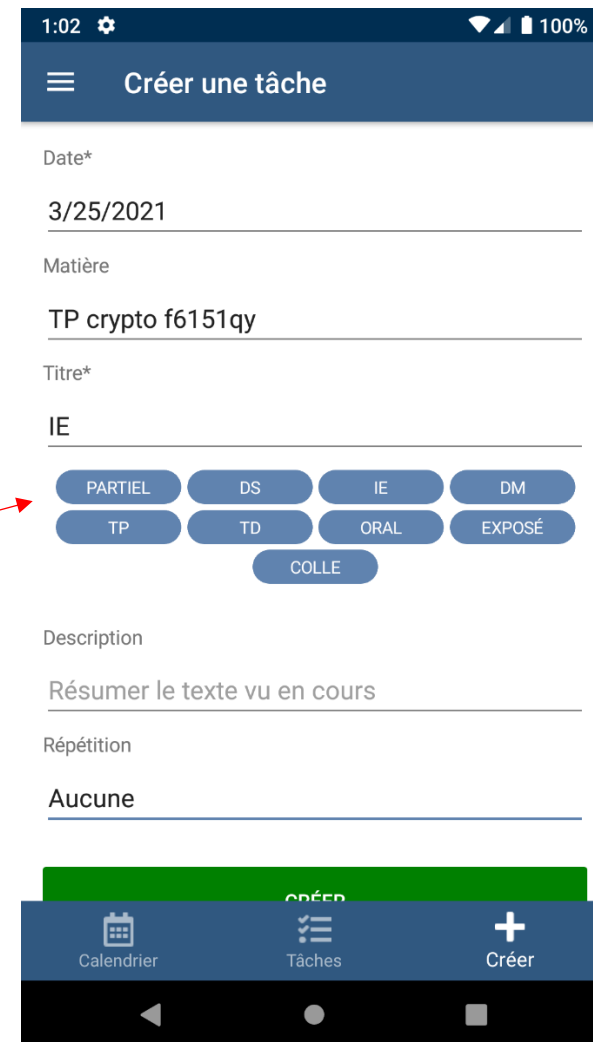 1:02 100%
Créer une tâche
Date*
3/25/2021
Matière
TP crypto f6151qy
Titre*
IE
PARTIEL DS IE DM
TP TD ORAL EXPOSÉ
COLLE
Description
Résumer le texte vu en cours
Répétition
Aucune
CRÉER
Calendrier Tâches Créer